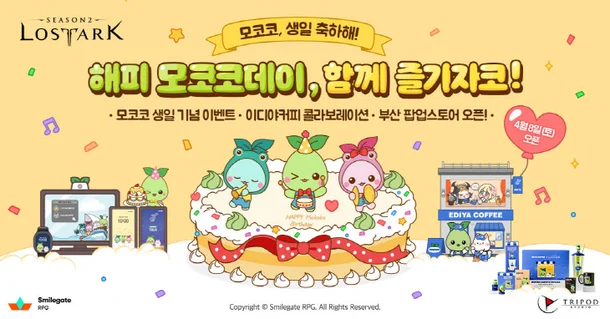 SEASON2
LOST ARK
모코코, 생일 축하해!
해피 모코코데이, 함께 즐기자코!
· 모코코 생일 기념 이벤트 · 이디야커피 콜라보레이션 · 부산 팝업스토어 오픈! ·
4월 8일(토)
오픈
HAPPY Mokoko
Birthday
EDIYA COFFEE
Smilegate
RPG
Copyright © Smilegate RPG. All Rights Reserved.
TRIPOD
STUDIO